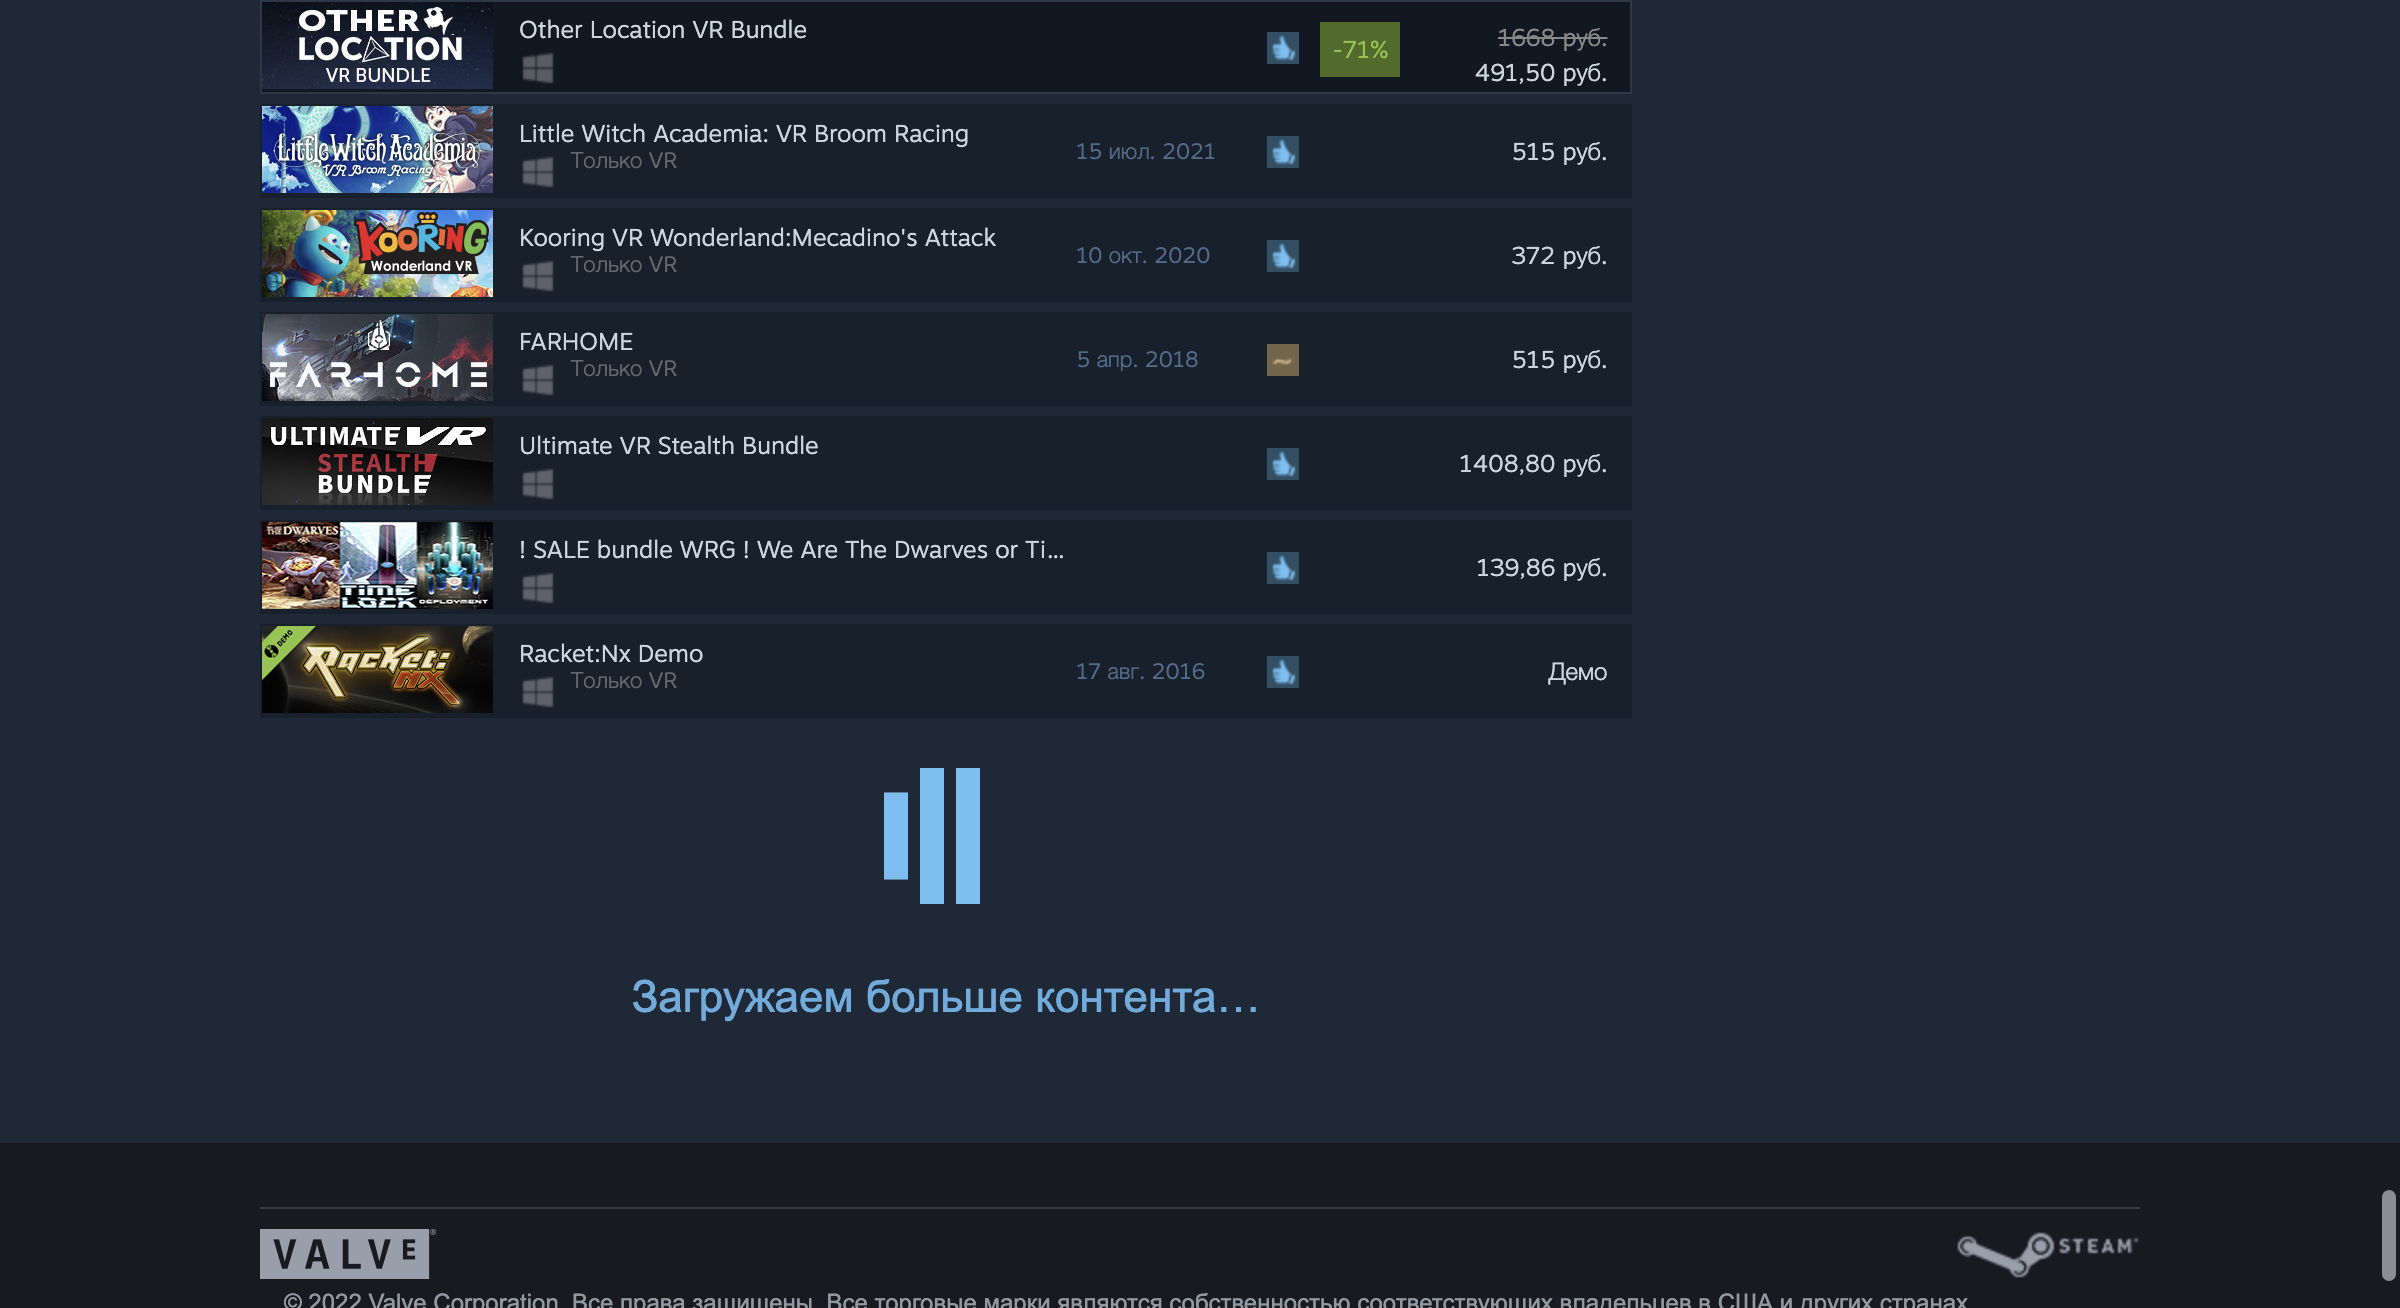 OTHER
LOCATION
VR BUNDLE
Other Location VR Bundle
-71%
1668 руб.
491,50 руб.
Little Witch Academia
VR Broom Racing
Little Witch Academia: VR Broom Racing
Только VR
15 июл. 2021
515 руб.
KOORING
Wonderland VR
Kooring VR Wonderland:Mecadino's Attack
Только VR
10 окт. 2020
372 руб.
FARHOME
FARHOME
Только VR
5 апр. 2018
515 руб.
ULTIMATE VR
STEALTH
BUNDLE
Ultimate VR Stealth Bundle
1408,80 руб.
THE DWARVES
TIME
LOCK
DEPLOYMENT
! SALE bundle WRG ! We Are The Dwarves or Ti...
139,86 руб.
DEMO
Racket:
NX
Racket:Nx Demo
Только VR
17 авг. 2016
Демо
Загружаем больше контента...
VALVE®
STEAM
© 2022 Valve Corporation. Все права защищены. Все торговые марки являются собственностью соответствующих владельцев в США и других странах.